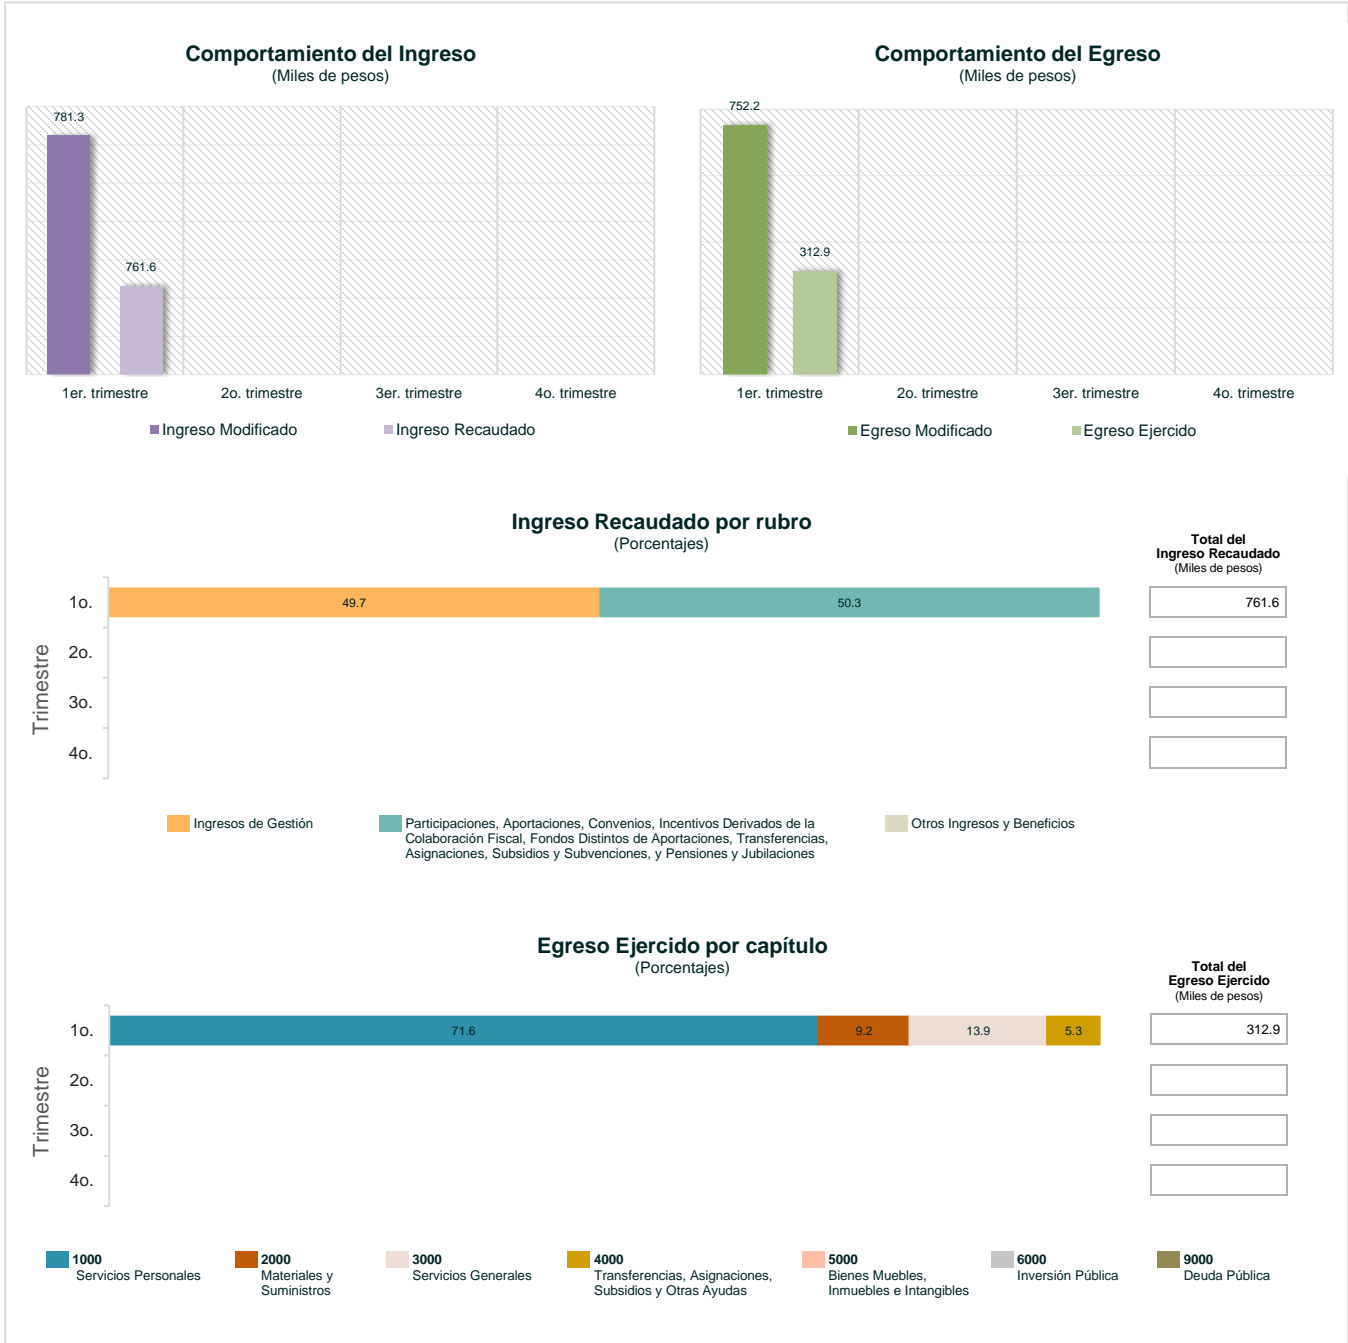 Comportamiento del Ingreso
(Miles de pesos)
781.3
761.6
1er. trimestre
2o. trimestre
3er. trimestre
4o. trimestre
Ingreso Modificado
Ingreso Recaudado
Comportamiento del Egreso
(Miles de pesos)
752.2
312.9
1er. trimestre
2o. trimestre
3er. trimestre
4o. trimestre
Egreso Modificado
Egreso Ejercido
Ingreso Recaudado por rubro
(Porcentajes)
Total del
Ingreso Recaudado
(Miles de pesos)
Trimestre
1o.
49.7
50.3
761.6
2o.
3o.
4o.
Ingresos de Gestión
Participaciones, Aportaciones, Convenios, Incentivos Derivados de la
Colaboración Fiscal, Fondos Distintos de Aportaciones, Transferencias,
Asignaciones, Subsidios y Subvenciones, y Pensiones y Jubilaciones
Otros Ingresos y Beneficios
Egreso Ejercido por capítulo
(Porcentajes)
Total del
Egreso Ejercido
(Miles de pesos)
Trimestre
1o.
71.6
9.2
13.9
5.3
312.9
2o.
3o.
4o.
1000
Servicios Personales
2000
Materiales y
Suministros
3000
Servicios Generales
4000
Transferencias, Asignaciones,
Subsidios y Otras Ayudas
5000
Bienes Muebles,
Inmuebles e Intangibles
6000
Inversión Pública
9000
Deuda Pública